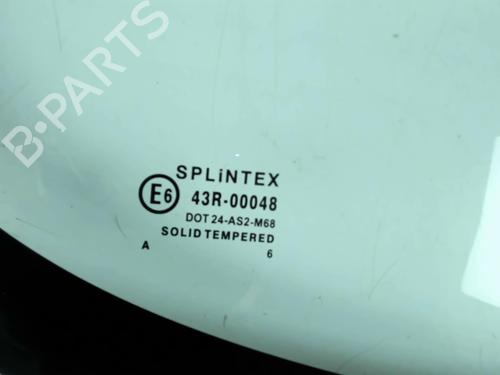 B-PARTS
SPLiNTEX
E6 43R-00048
DOT 24-AS2-M68
SOLID TEMPERED
A 6